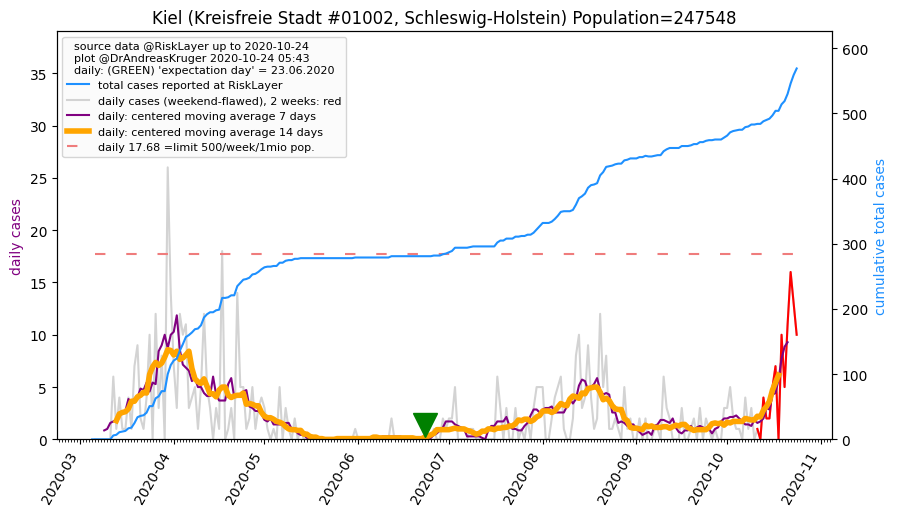 Kiel (Kreisfreie Stadt #01002, Schleswig-Holstein) Population=247548
source data @RiskLayer up to 2020-10-24
plot @DrAndreasKruger 2020-10-24 05:43
daily: (GREEN) 'expectation day' = 23.06.2020
total cases reported at RiskLayer
daily cases (weekend-flawed), 2 weeks: red
daily: centered moving average 7 days
daily: centered moving average 14 days
daily 17.68 =limit 500/week/1mio pop.
daily cases
35
30
25
20
15
10
5
0
600
500
400
300
200
100
0
cumulative total cases
2020-03
2020-04
2020-05
2020-06
2020-07
2020-08
2020-09
2020-10
2020-11